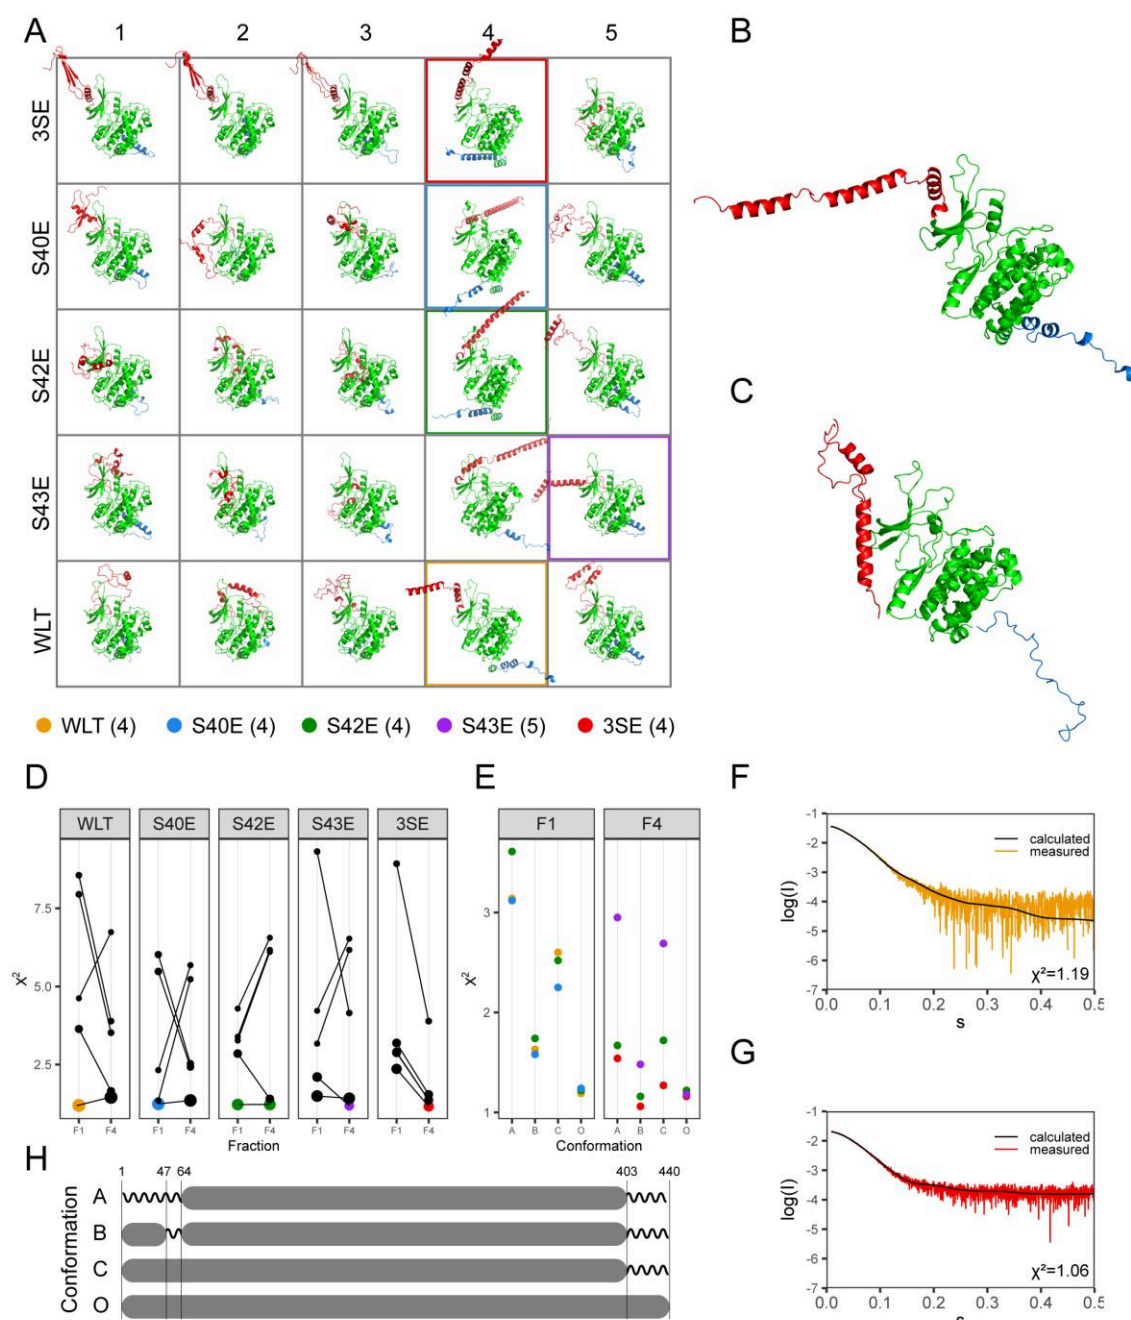 A
1 2 3 4 5
3SE
S40E
S42E
S43E
WLT
WLT (4) S40E (4) S42E (4) S43E (5) 3SE (4)
B
C
D
WLT S40E S42E S43E 3SE
χ²
7.5
5.0
2.5
F1 F4 F1 F4 F1 F4 F1 F4 F1 F4
Fraction
E
F1 F4
χ²
3
2
1
A B C O A B C O
Conformation
F
log(I)
-1
-2
-3
-4
-5
-6
-7
calculated
measured
χ²=1.19
0.0 0.1 0.2 0.3 0.4 0.5
s
G
log(I)
-1
-2
-3
-4
-5
-6
-7
calculated
measured
χ²=1.06
0.0 0.1 0.2 0.3 0.4 0.5
s
H
1 47 64 403 440
Conformation
A
B
C
O